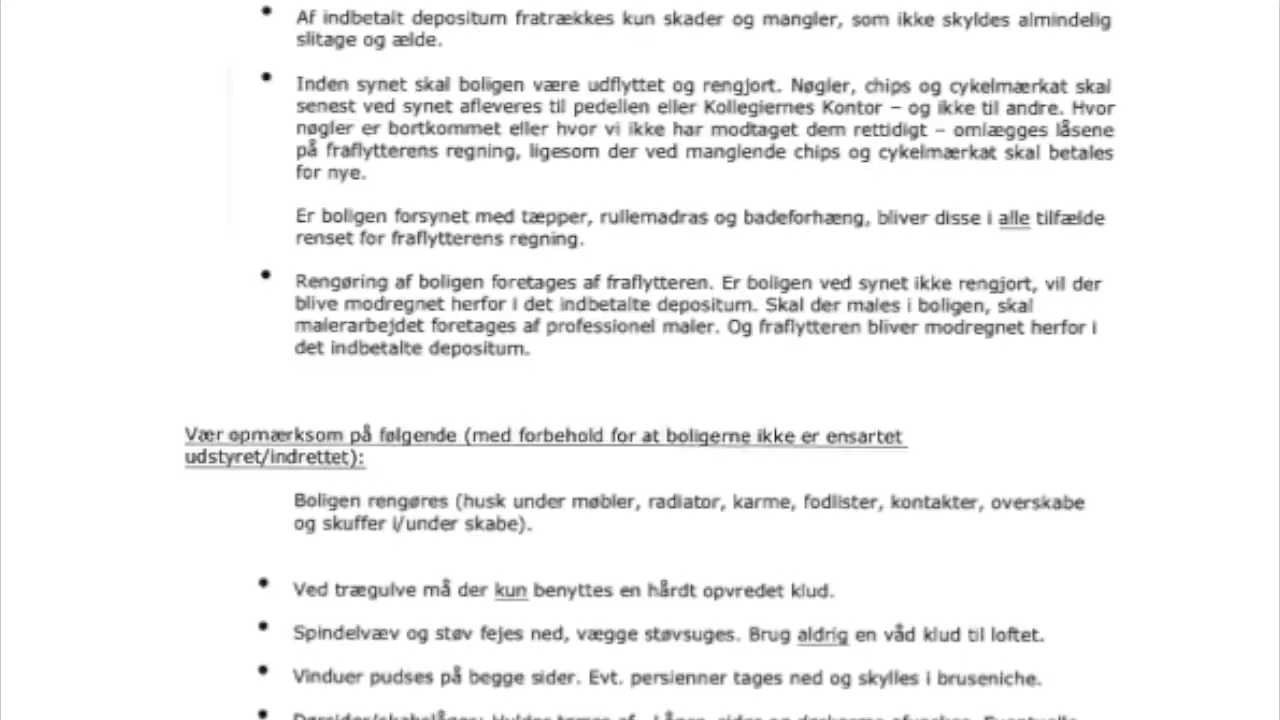 Af indbetalt depositum fratrækkes kun skader og mangler, som ikke skyldes almindelig
slitage og ælde.
Inden synet skal boligen være udflyttet og rengjort. Nøgler, chips og cykelmærkat skal
senest ved synet afleveres til pedellen eller Kollegiernes Kontor – og ikke til andre. Hvor
nøgler er bortkommet eller hvor vi ikke har modtaget dem rettidigt – omlægges låsene
på fraflytterens regning, ligesom der ved manglende chips og cykelmærkat skal betales
for nye.
Er boligen forsynet med tæpper, rullemadras og badeforhæng, bliver disse i alle tilfælde
renset for fraflytterens regning.
Rengøring af boligen foretages af fraflytteren. Er boligen ved synet ikke rengjort, vil der
blive modregnet herfor i det indbetalte depositum. Skal der males i boligen, skal
malerarbejdet foretages af professionel maler. Og fraflytteren bliver modregnet herfor i
det indbetalte depositum.
Vær opmærksom på følgende (med forbehold for at boligerne ikke er ensartet
udstyret/indrettet):
Boligen rengøres (husk under møbler, radiator, karme, fodlister, kontakter, overskabe
og skuffer i/under skabe).
Ved trægulve må der kun benyttes en hårdt opvredet klud.
Spindelvæv og støv fejes ned, vægge støvsuges. Brug aldrig en våd klud til loftet.
Vinduer pudses på begge sider. Evt. persienner tages ned og skylles i bruseniche.